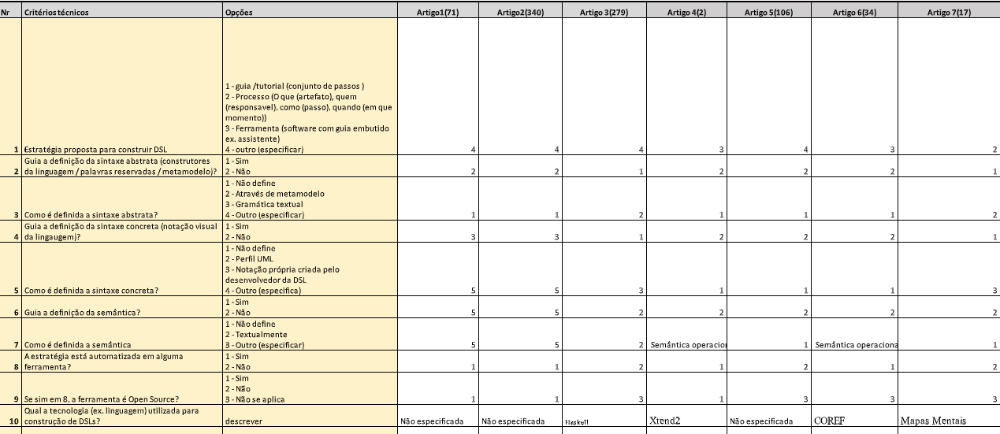 Nr Critérios técnicos Opções Artigo1(71) Artigo2(340) Artigo 3(279) Artigo 4(2) Artigo 5(106) Artigo 6(34) Artigo 7(17)
1 - guia /tutorial (conjunto de passos )
2 - Processo (O que (artefato), quem
(responsavel), como (passo), quando (em que
momento))
3 - Ferramenta (software com guia embutido
ex. assistente)
1 Estratégia proposta para construir DSL 4 - outro (especificar) 4 4 4 3 4 3 2
Guia a definição da sintaxe abstrata (construtores 1 - Sim
2 da linguagem / palavras reservadas / metamodelo)? 2 - Não 2 2 1 2 2 2 1
1 - Não define
2 - Através de metamodelo
3 - Gramática textual
3 Como é definida a sintaxe abstrata? 4 - Outro (especificar) 1 1 2 1 1 1 2
Guia a definição da sintaxe concreta (notação visual 1 - Sim
4 da lingaugem)? 2 - Não 3 3 1 2 2 2 1
1 - Não define
2 - Perfil UML
3 - Notação própria criada pelo
desenvolvedor da DSL
5 Como é definida a sintaxe concreta? 4 - Outro (especifica) 5 5 3 1 1 1 3
1 - Sim
6 Guia a definição da semântica? 2 - Não 5 5 2 2 2 2 2
1 - Não define
2 - Textualmente
7 Como é definida a semântica 3 - Outro (especificar) 5 5 2 Semântica operacion 1 Semântica operaciona 1
A estratégia está automatizada em alguma 1 - Sim
8 ferramenta? 2 - Não 1 1 2 1 2 1 2
1 - Sim
2 - Não
9 Se sim em 8, a ferramenta é Open Source? 3 - Não se aplica 1 1 3 1 3 3 3
Qual a tecnologia (ex. linguagem) utilizada para
10 construção de DSLs? descrever Não especificada Não especificada Haskell Xtend2 Não especificada COREF Mapas Mentais